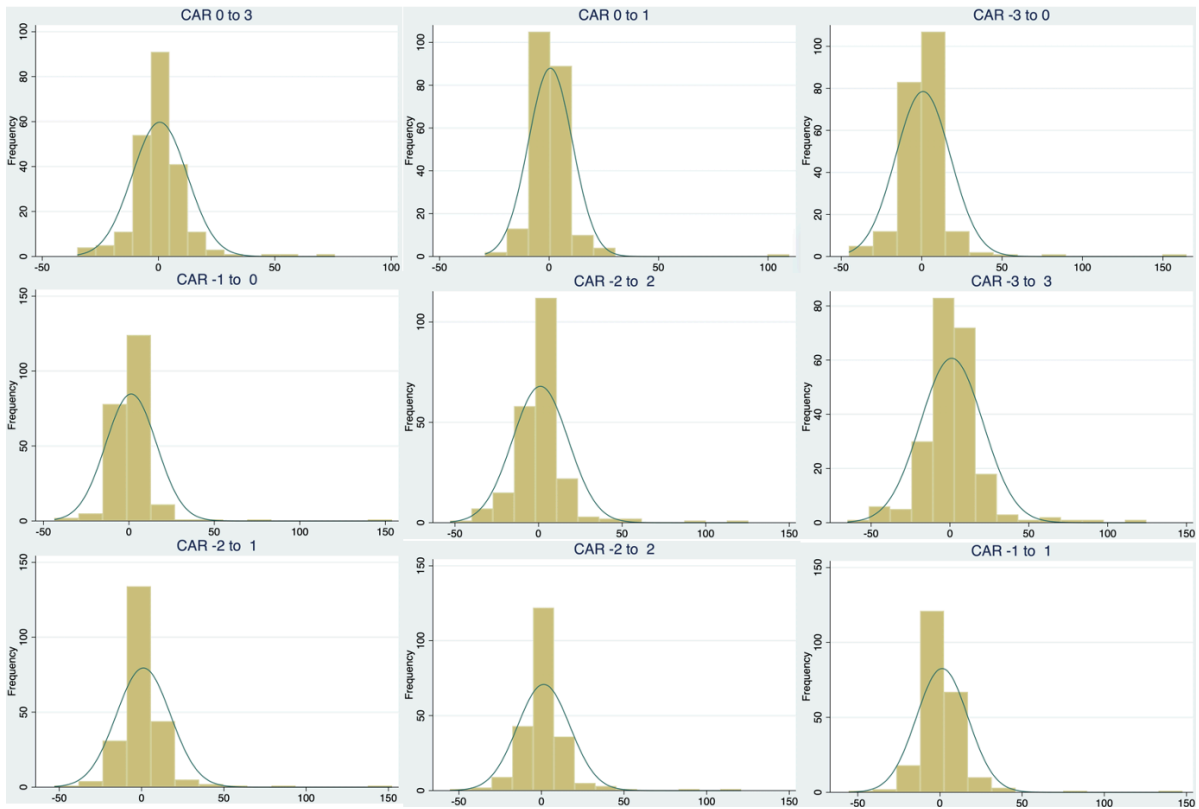 CAR 0 to 3
Frequency
0 20 40 60 80 100
-50 0 50 100
CAR 0 to 1
Frequency
0 20 40 60 80 100
-50 0 50 100
CAR -3 to 0
Frequency
0 20 40 60 80 100
-50 0 50 100 150
CAR -1 to 0
Frequency
0 50 100 150
-50 0 50 100 150
CAR -2 to 2
Frequency
0 50 100
-50 0 50 100 150
CAR -3 to 3
Frequency
0 20 40 60 80
-50 0 50 100 150
CAR -2 to 1
Frequency
0 50 100 150
-50 0 50 100 150
CAR -2 to 2
Frequency
0 50 100 150
-50 0 50 100 150
CAR -1 to 1
Frequency
0 50 100 150
-50 0 50 100 150